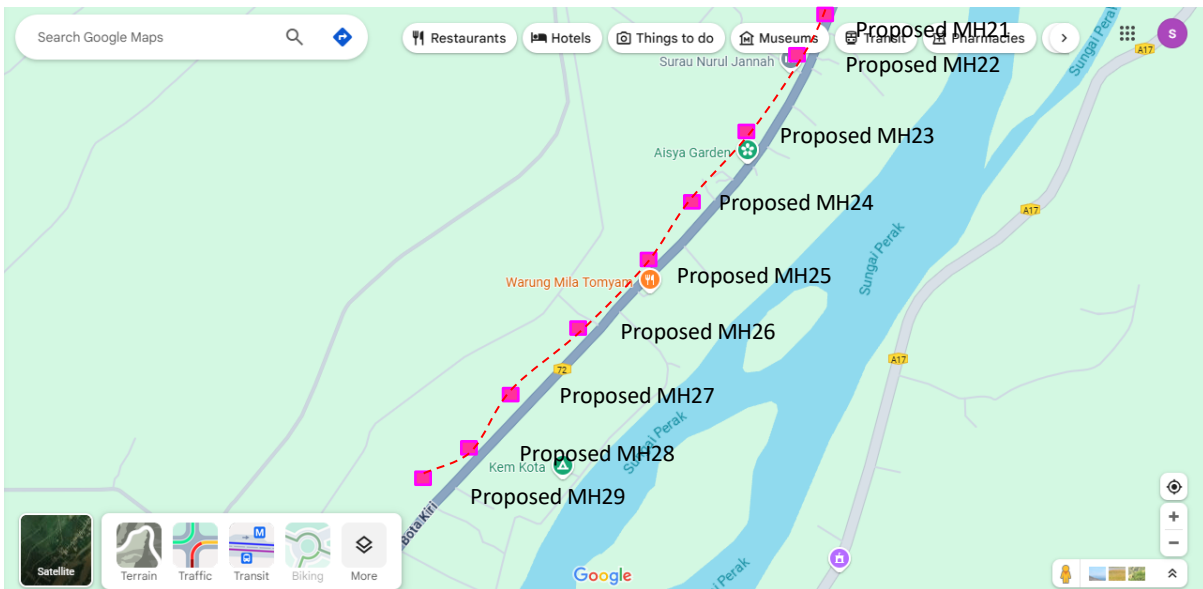 Search Google Maps
Restaurants
Hotels
Things to do
Museums
Transit
Pharmacies
Proposed MH21
Surau Nurul Jannah
Proposed MH22
A17
Sungai Perak
Proposed MH23
Aisya Garden
Proposed MH24
A17
Sungai Perak
Warung Mila Tomyam
Proposed MH25
Proposed MH26
A17
72
Proposed MH27
Sungai Perak
Proposed MH28
Kem Kota
Proposed MH29
Bota Kiri
Satellite
Terrain
Traffic
Transit
Biking
More
M
Google
Perak
S